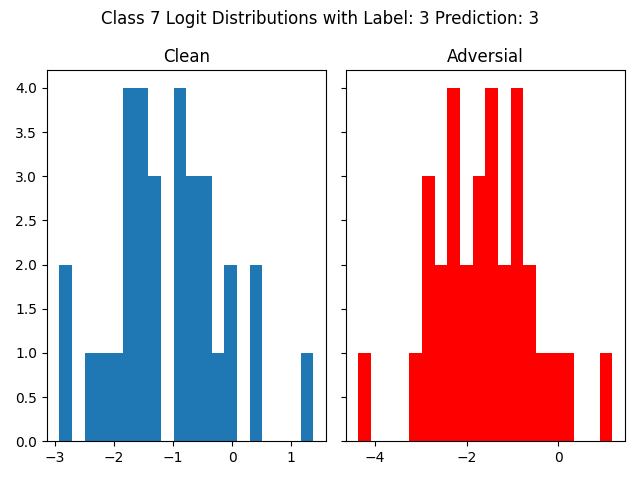 Class 7 Logit Distributions with Label: 3 Prediction: 3
Clean
Adversial
4.0
3.5
3.0
2.5
2.0
1.5
1.0
0.5
0.0
−3 −2 −1 0 1
−4 −2 0